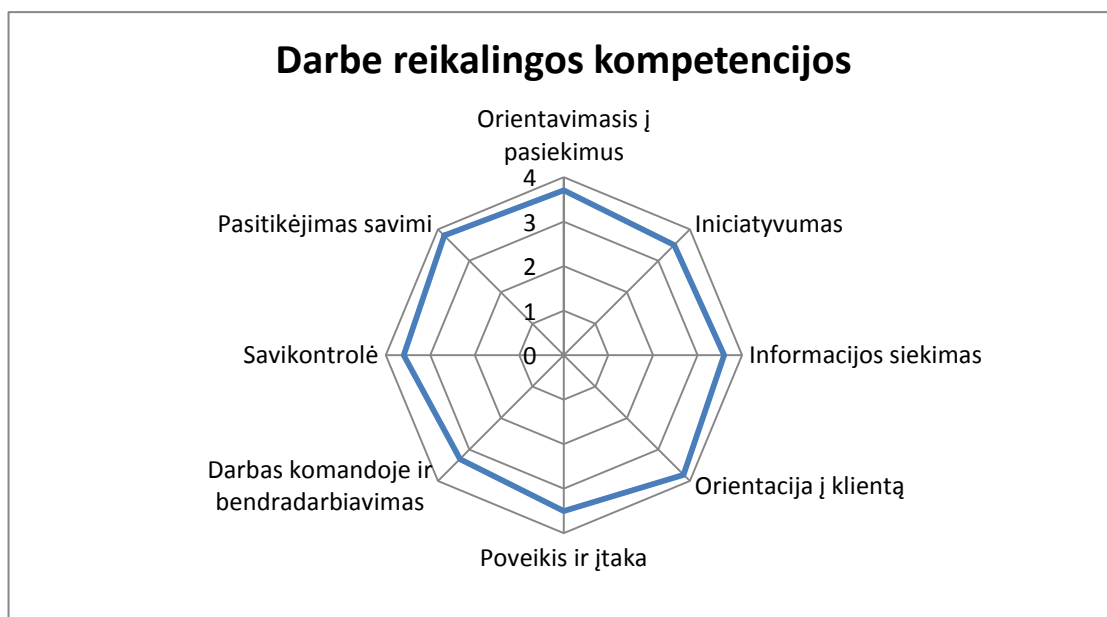 Darbe reikalingos kompetencijos
Orientavimasis į
pasiekimus
4
3
2
1
0
Iniciatyvumas
Informacijos siekimas
Orientacija į klientą
Poveikis ir įtaka
Darbas komandoje ir
bendradarbiavimas
Savikontrolė
Pasitikėjimas savimi